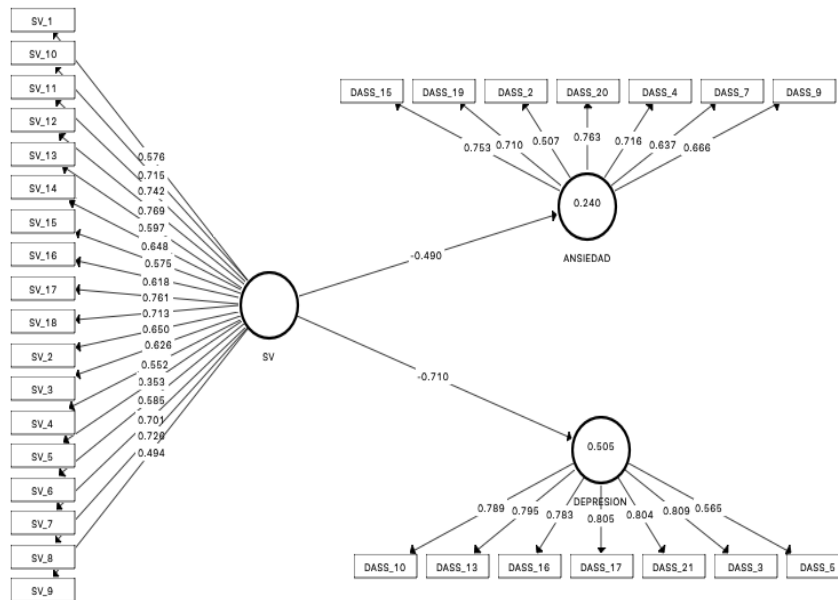 SV_1
SV_10
SV_11
SV_12
SV_13
SV_14
SV_15
SV_16
SV_17
SV_18
SV_2
SV_3
SV_4
SV_5
SV_6
SV_7
SV_8
SV_9
0.576
0.715
0.742
0.769
0.597
0.648
0.575
0.618
0.761
0.713
0.650
0.626
0.552
0.353
0.585
0.701
0.726
0.494
SV
-0.490
-0.710
DASS_15 DASS_19 DASS_2 DASS_20 DASS_4 DASS_7 DASS_9
0.753 0.710 0.507 0.763 0.716 0.637 0.666
0.240
ANSIEDAD
0.505
DEPRESION
0.789 0.795 0.783 0.805 0.804 0.809 0.565
DASS_10 DASS_13 DASS_16 DASS_17 DASS_21 DASS_3 DASS_5